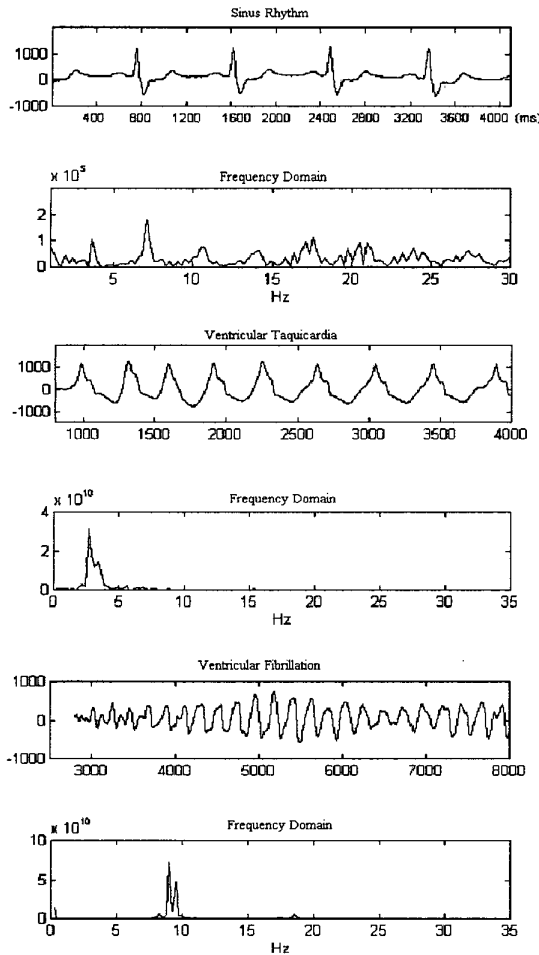 Sinus Rhythm
1000
0
-1000
400 800 1200 1600 2000 2400 2800 3200 3600 4000 (ms)
Frequency Domain
x 10^5
2
1
0
5 10 15 20 25 30
Hz
Ventricular Taquicardia
1000
0
-1000
1000 1500 2000 2500 3000 3500 4000
Frequency Domain
x 10^10
4
2
0
0 5 10 15 20 25 30 35
Hz
Ventricular Fibrillation
1000
0
-1000
3000 4000 5000 6000 7000 8000
Frequency Domain
x 10^10
10
5
0
0 5 10 15 20 25 30 35
Hz